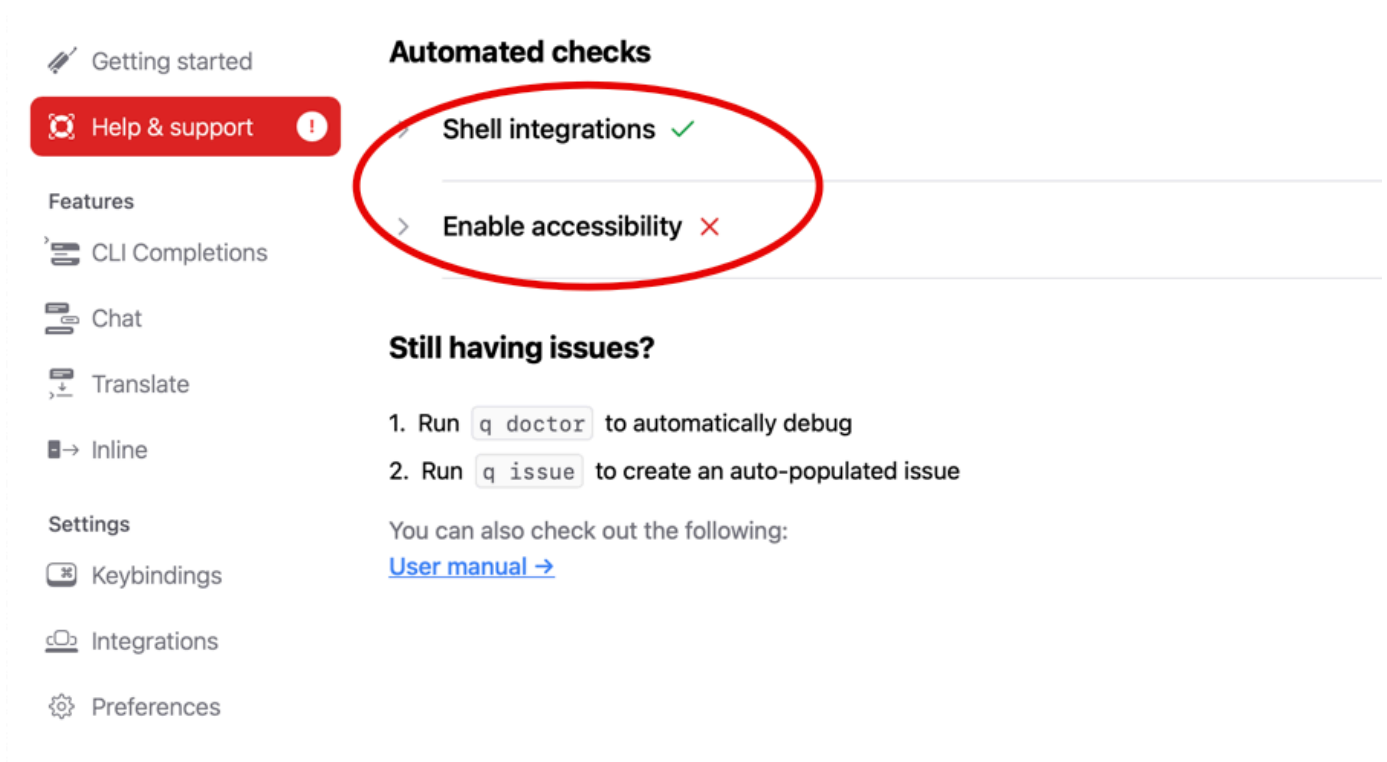 Getting started
Help & support
Features
CLI Completions
Chat
Translate
Inline
Settings
Keybindings
Integrations
Preferences
Automated checks
Shell integrations
Enable accessibility
Still having issues?
1. Run q doctor to automatically debug
2. Run q issue to create an auto-populated issue
You can also check out the following:
User manual →